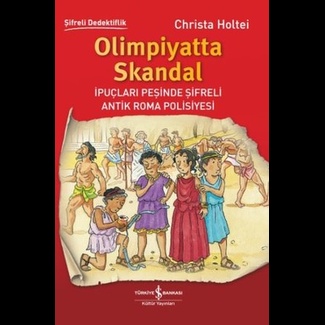 Şifreli Dedektiflik
Christa Holtei
Olimpiyatta
Skandal
İPUÇLARI PEŞİNDE ŞİFRELİ
ANTİK ROMA POLİSİYESİ
TÜRKİYE BANKASI
Kültür Yayınları